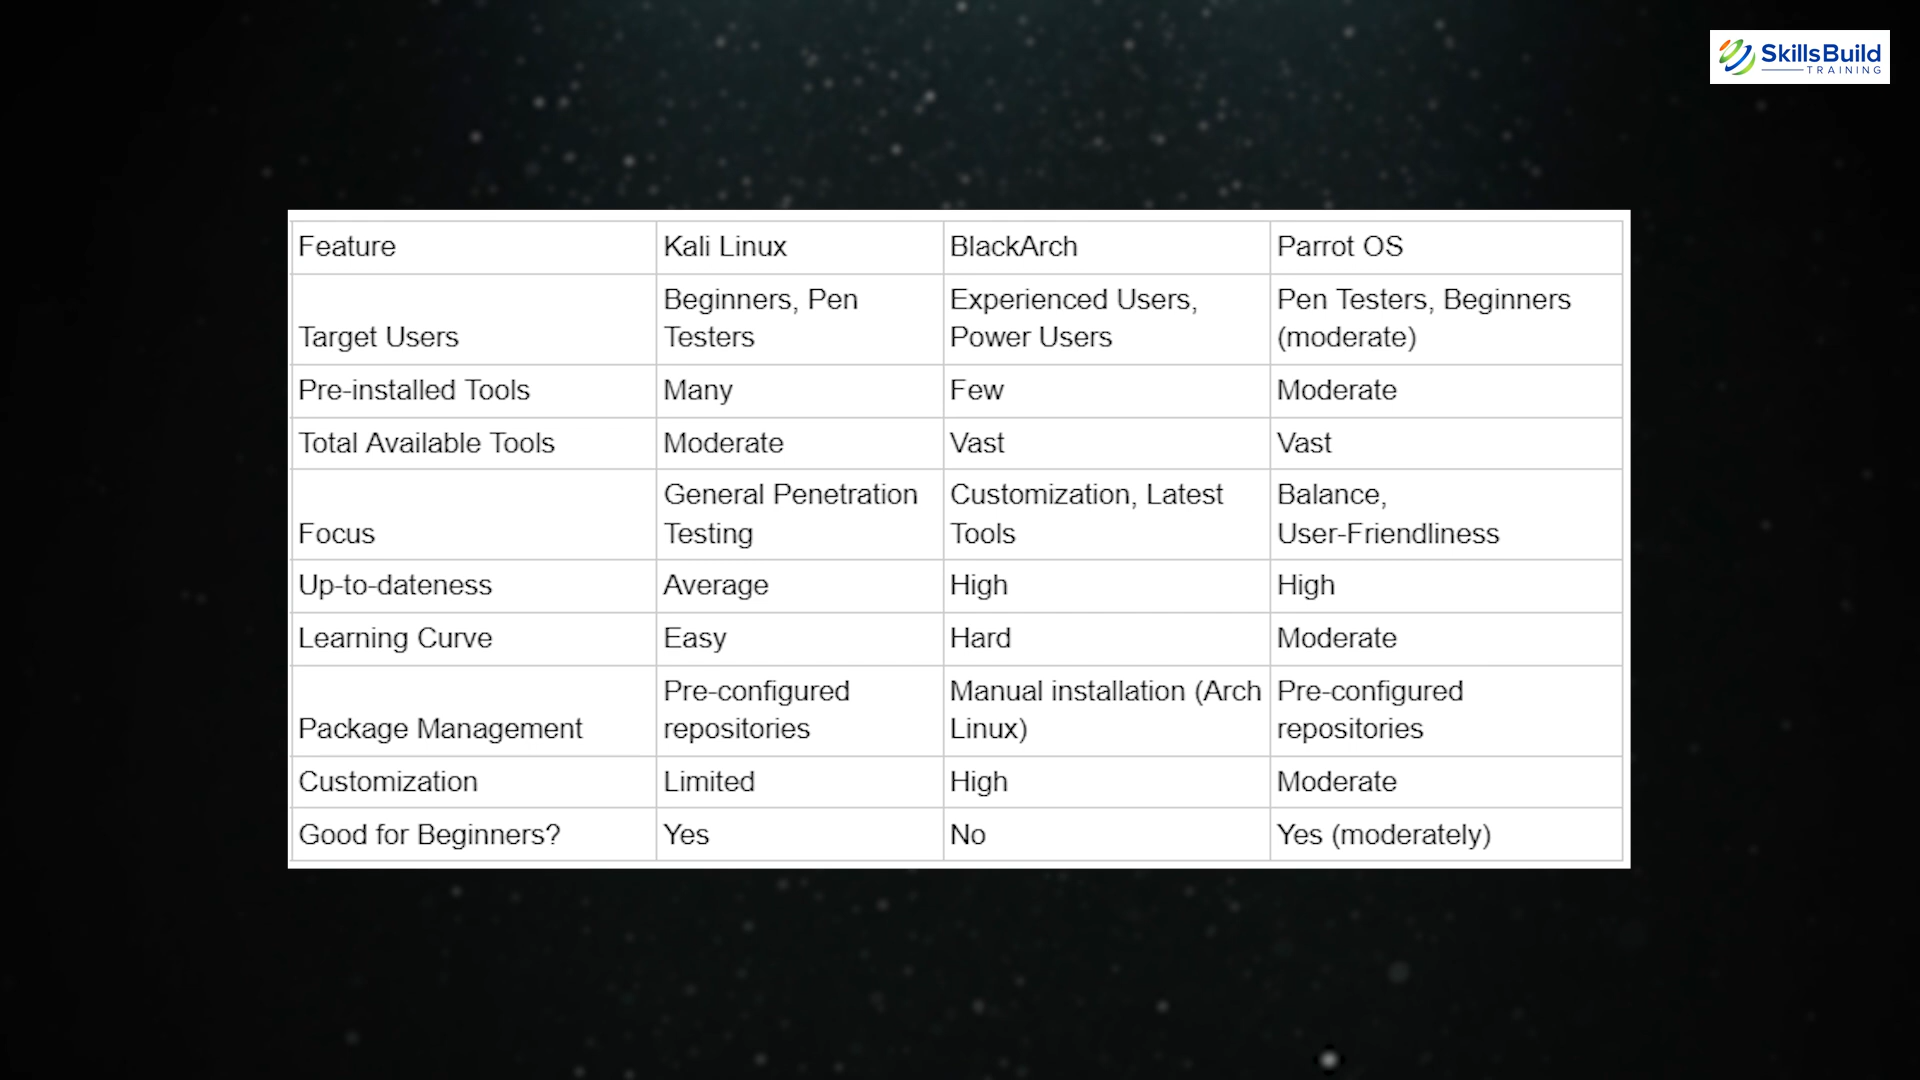 SkillsBuild
TRAINING
Feature Kali Linux BlackArch Parrot OS
Target Users Beginners, Pen Testers Experienced Users, Power Users Pen Testers, Beginners (moderate)
Pre-installed Tools Many Few Moderate
Total Available Tools Moderate Vast Vast
Focus General Penetration Testing Customization, Latest Tools Balance, User-Friendliness
Up-to-dateness Average High High
Learning Curve Easy Hard Moderate
Package Management Pre-configured repositories Manual installation (Arch Linux) Pre-configured repositories
Customization Limited High Moderate
Good for Beginners? Yes No Yes (moderately)